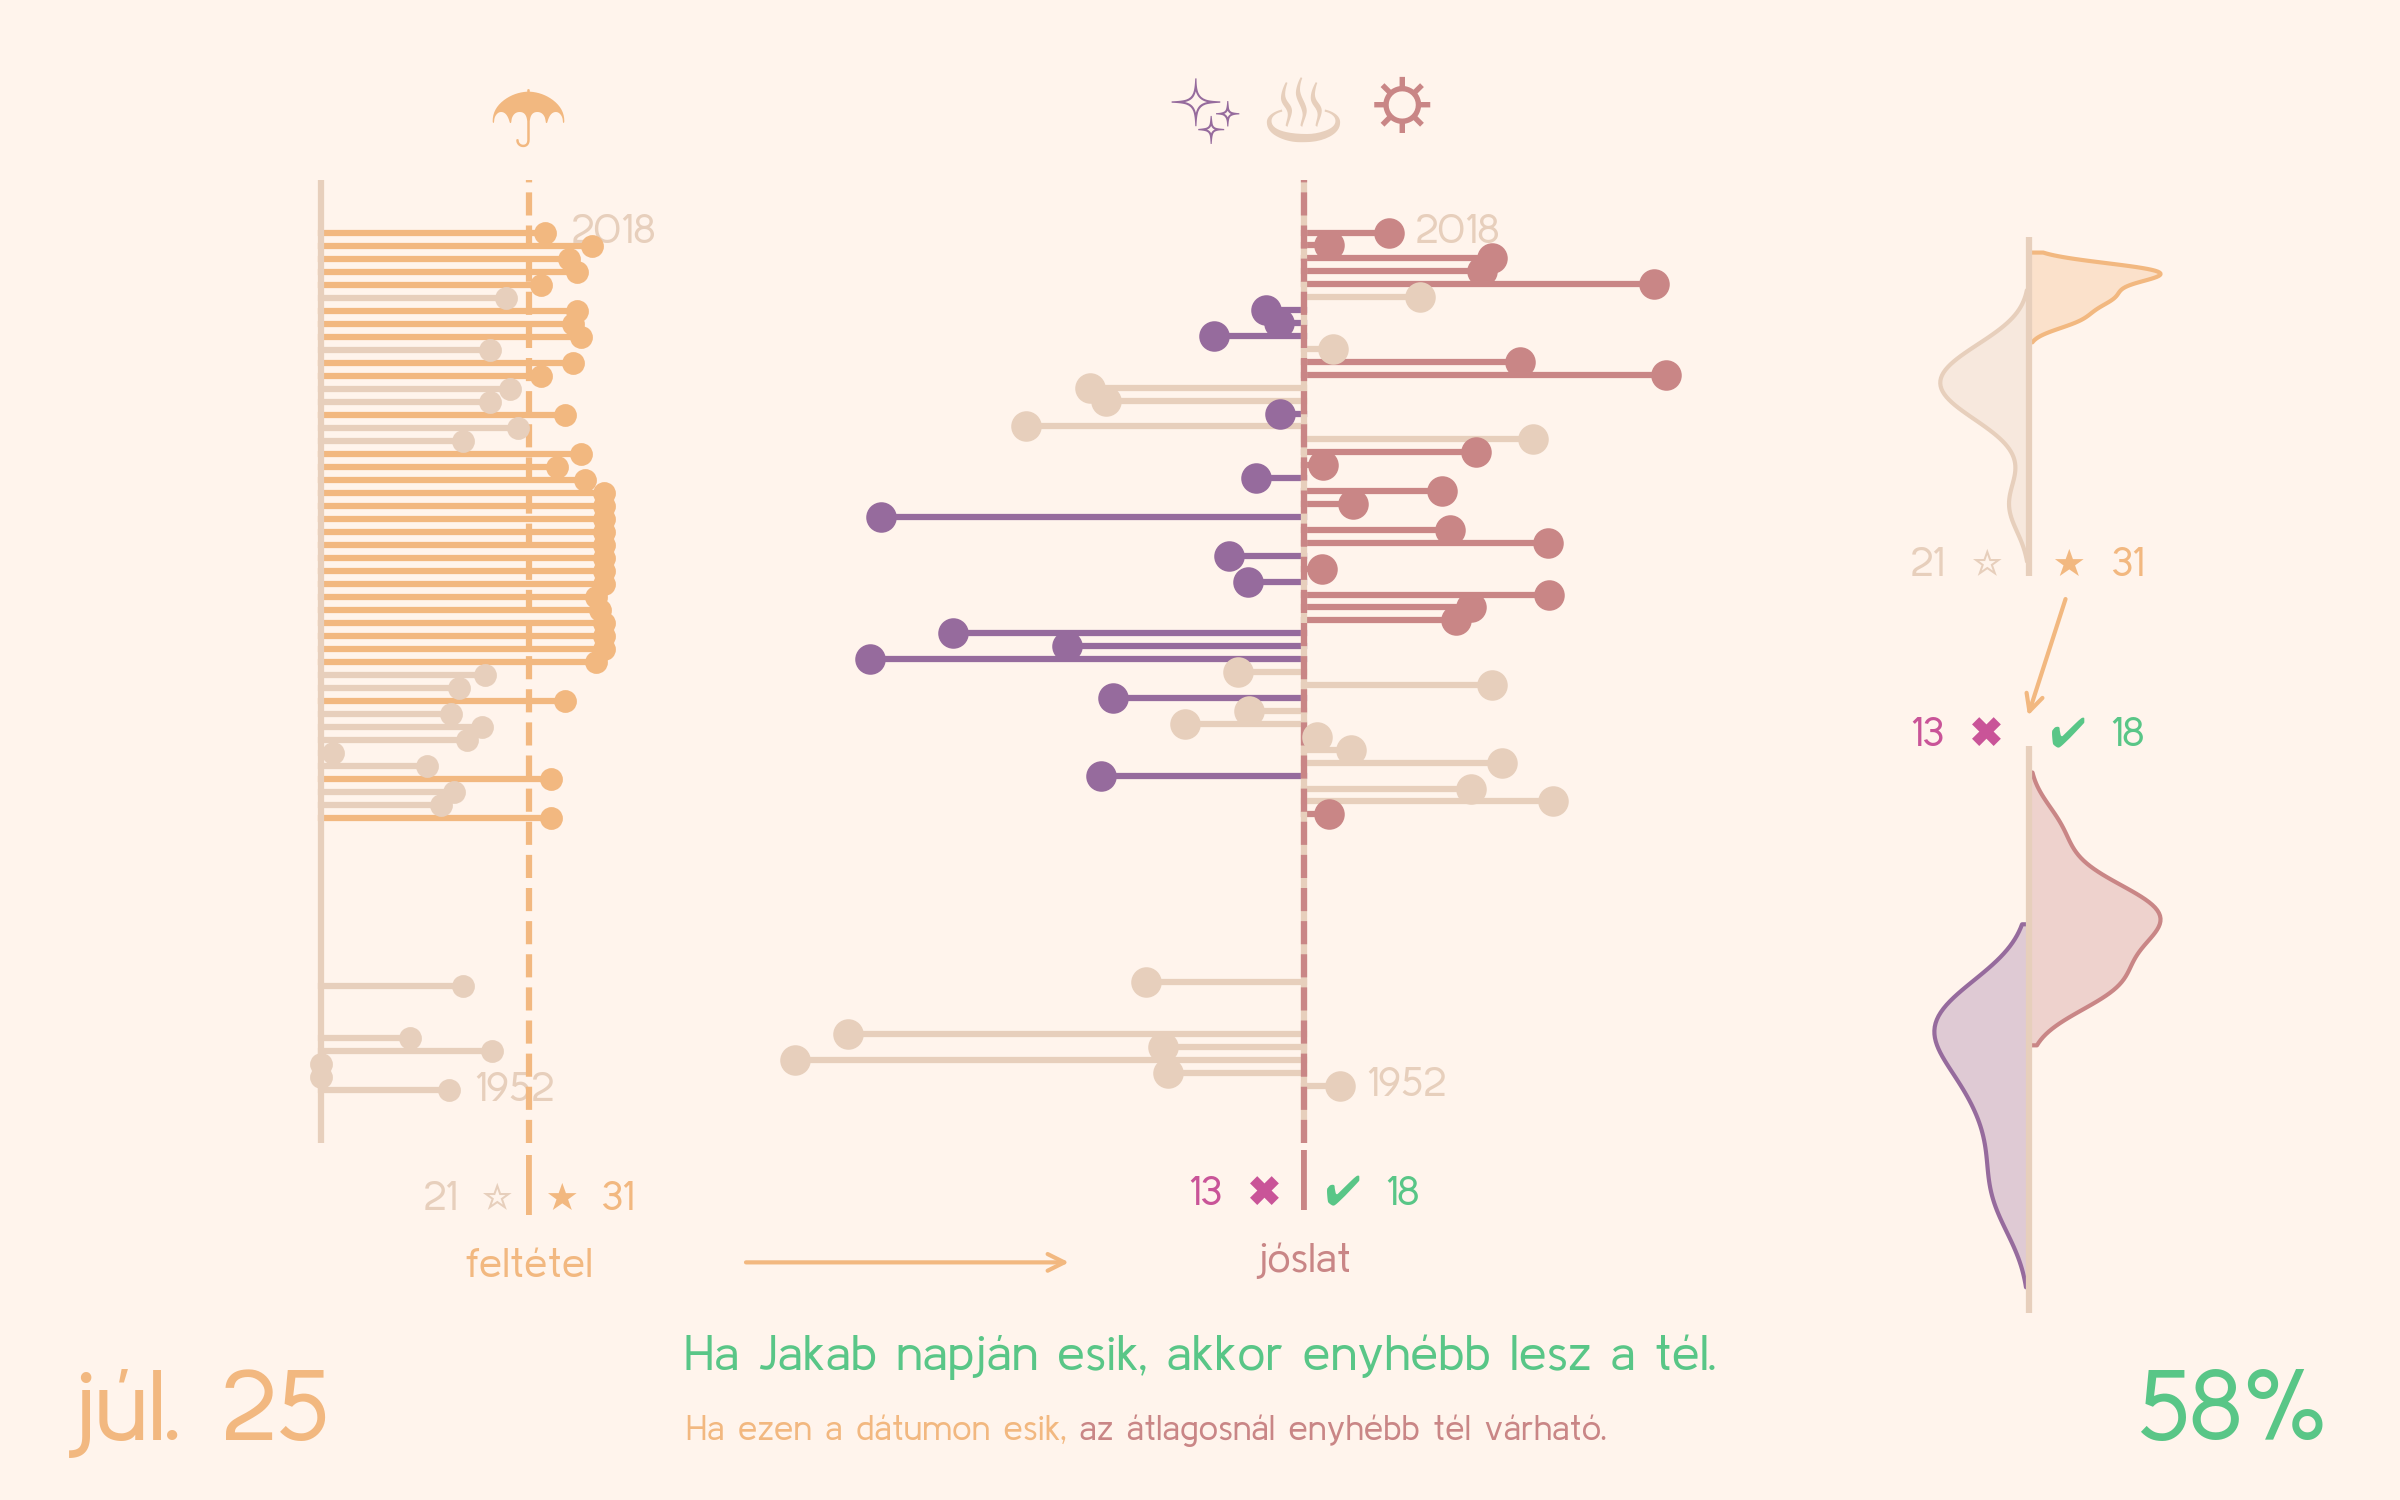 2018
2018
21 ☆ ★ 31
13 ✖ ✔ 18
1952
1952
21 ☆ ★ 31
13 ✖ ✔ 18
feltétel
jóslat
Ha Jakab napján esik, akkor enyhébb lesz a tél.
júl. 25
58%
Ha ezen a dátumon esik, az átlagosnál enyhébb tél várható.